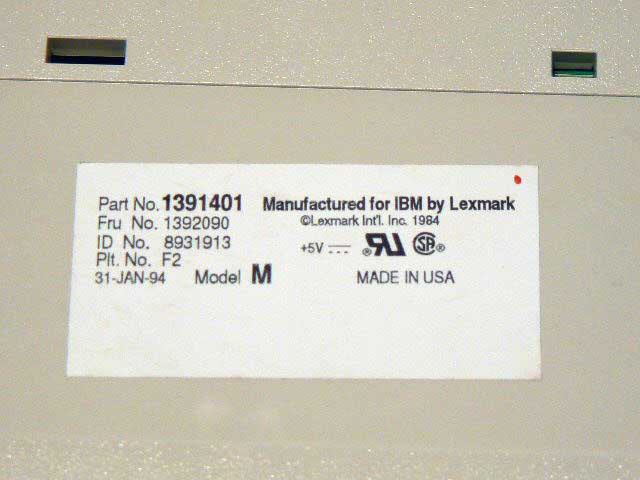 Part No. 1391401 Manufactured for IBM by Lexmark
Fru No. 1392090 ©Lexmark Int'l. Inc. 1984
ID No. 8931913 +5V ® SA ®
Plt. No. F2
31-JAN-94 Model M MADE IN USA